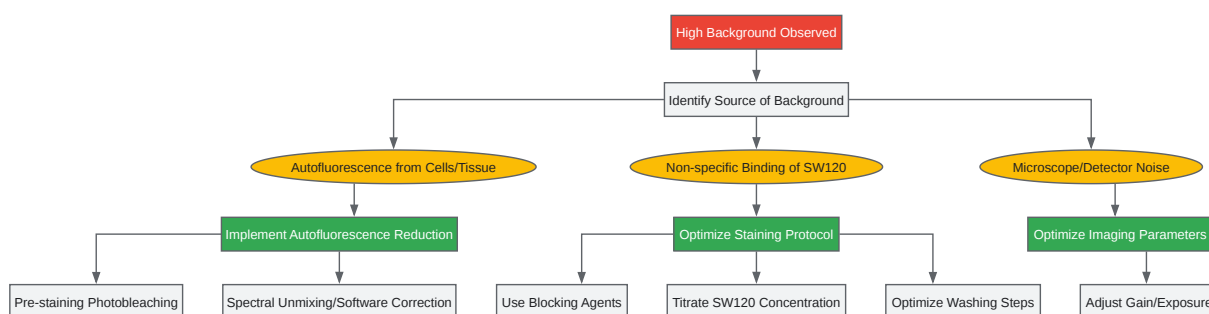 High Background Observed
Identify Source of Background
Autofluorescence from Cells/Tissue
Non-specific Binding of SW120
Microscope/Detector Noise
Implement Autofluorescence Reduction
Optimize Staining Protocol
Optimize Imaging Parameters
Pre-staining Photobleaching
Spectral Unmixing/Software Correction
Use Blocking Agents
Titrate SW120 Concentration
Optimize Washing Steps
Adjust Gain/Exposure